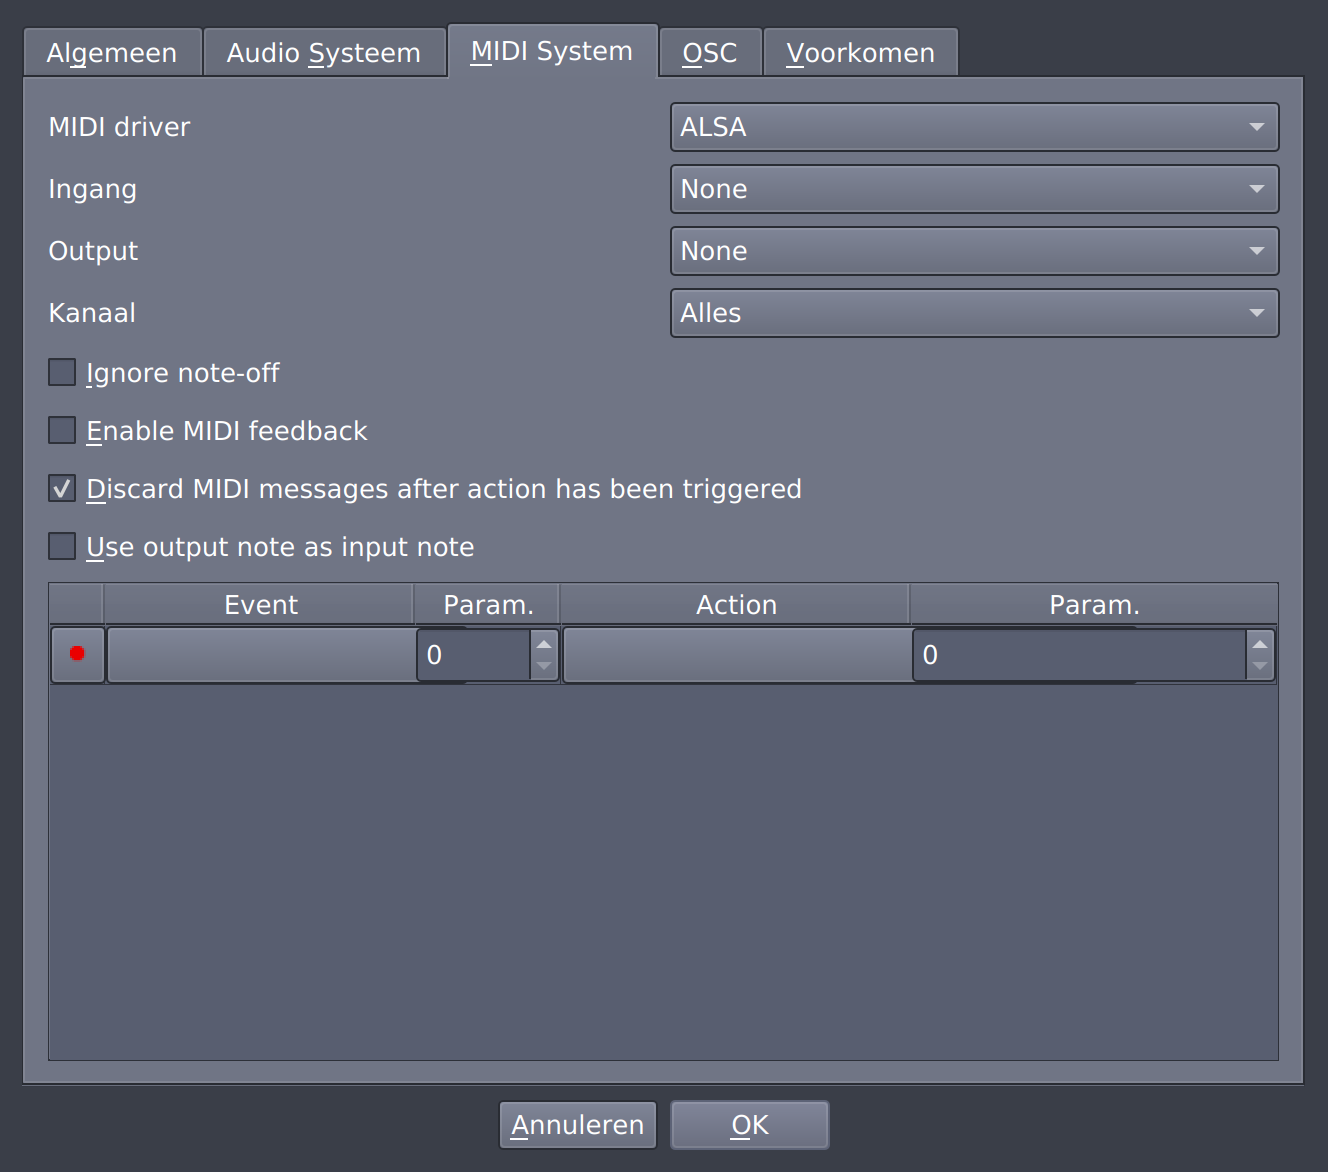 Algemeen Audio Systeem MIDI System OSC Voorkomen
MIDI driver ALSA
Ingang None
Output None
Kanaal Alles
Ignore note-off
Enable MIDI feedback
Discard MIDI messages after action has been triggered
Use output note as input note
Event Param. Action Param.
0 0
Annuleren OK